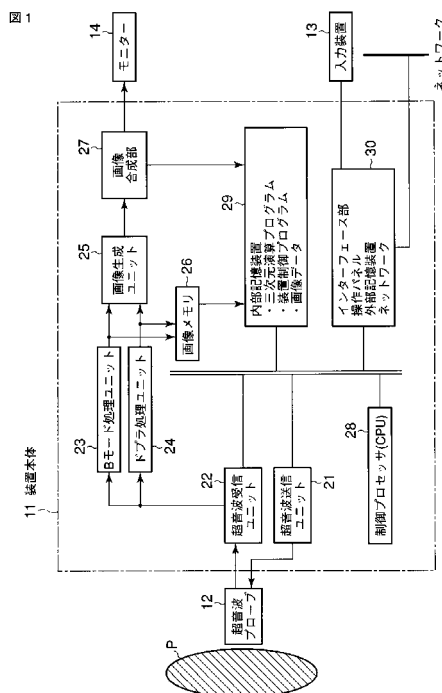 図1
11 装置本体
P
12
超音波
プローブ
22
超音波受信
ユニット
21
超音波送信
ユニット
23
Bモード処理ユニット
24
ドプラ処理ユニット
25
画像生成
ユニット
26
画像メモリ
27
画像
合成部
14
モニター
28
制御プロセッサ(CPU)
29
内部記憶装置
・三次元演算プログラム
・装置制御プログラム
・画像データ
30
インターフェース部
操作パネル
外部記憶装置
ネットワーク
13
入力装置
ネットワーク